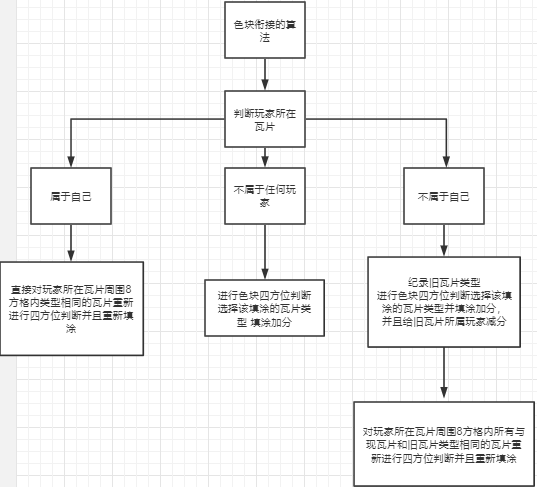 色块衔接的算
法
判断玩家所在
瓦片
属于自己
不属于任何玩
家
不属于自己
直接对玩家所在瓦片周围8
方格内类型相同的瓦片重新
进行四方位判断并且重新填
涂
进行色块四方位判断
选择该填涂的瓦片类
型 填涂加分
纪录旧瓦片类型
进行色块四方位判断选择该填
涂的瓦片类型并填涂加分，
并且给旧瓦片所属玩家减分
对玩家所在瓦片周围8方格内所有与
现瓦片和旧瓦片类型相同的瓦片重
新进行四方位判断并且重新填涂